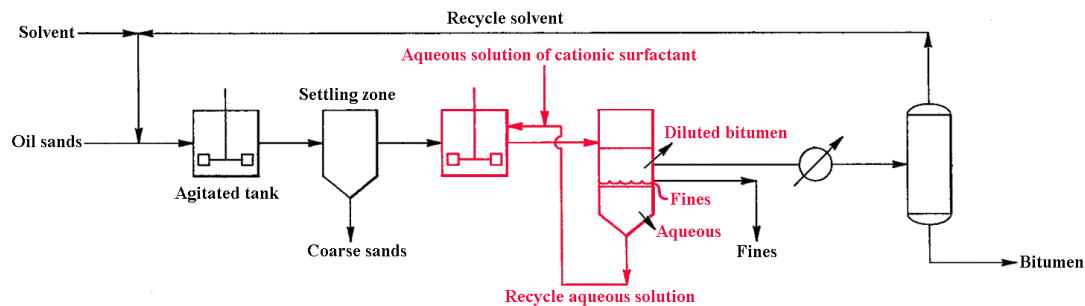 Recycle solvent
Solvent
Aqueous solution of cationic surfactant
Settling zone
Oil sands
Diluted bitumen
Agitated tank
Fines
Aqueous
Coarse sands
Fines
Bitumen
Recycle aqueous solution